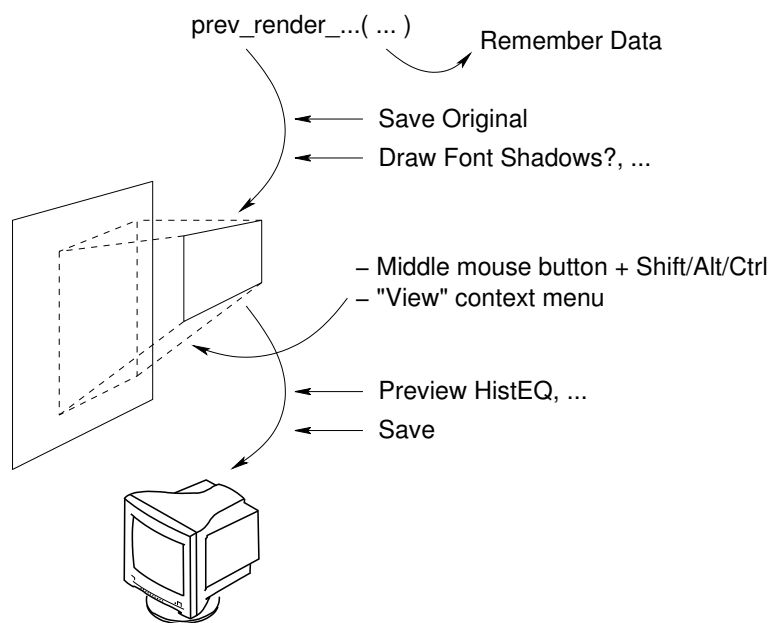 prev_render_...( ... )
Remember Data
Save Original
Draw Font Shadows?, ...
– Middle mouse button + Shift/Alt/Ctrl
– "View" context menu
Preview HistEQ, ...
Save